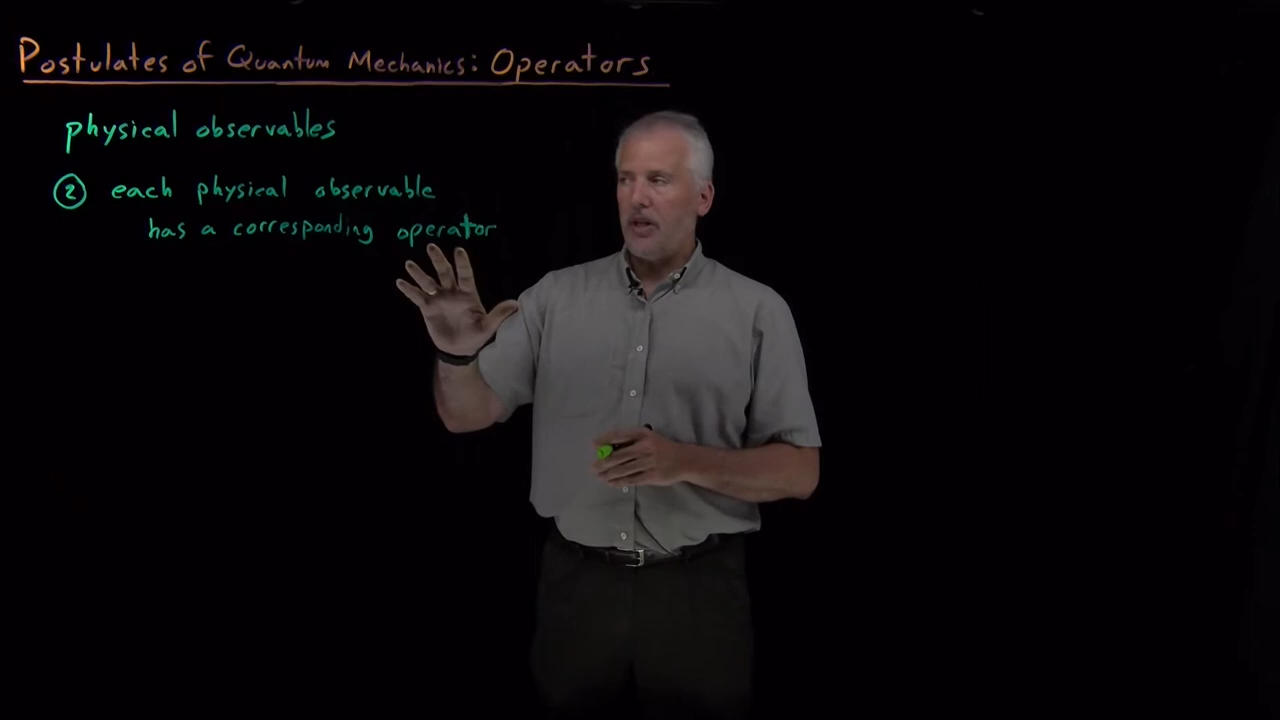 Postulates of Quantum Mechanics: Operators
physical observables
② each physical observable
has a corresponding operator